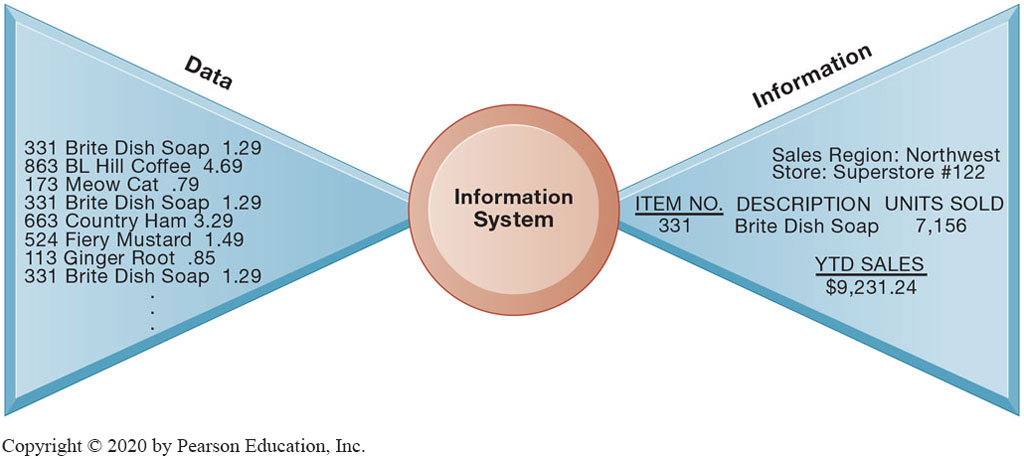 Data
331 Brite Dish Soap 1.29
863 BL Hill Coffee 4.69
173 Meow Cat .79
331 Brite Dish Soap 1.29
663 Country Ham 3.29
524 Fiery Mustard 1.49
113 Ginger Root .85
331 Brite Dish Soap 1.29
.
.
.
Information
System
Information
Sales Region: Northwest
Store: Superstore #122
ITEM NO. DESCRIPTION UNITS SOLD
331 Brite Dish Soap 7,156
YTD SALES
$9,231.24
Copyright © 2020 by Pearson Education, Inc.